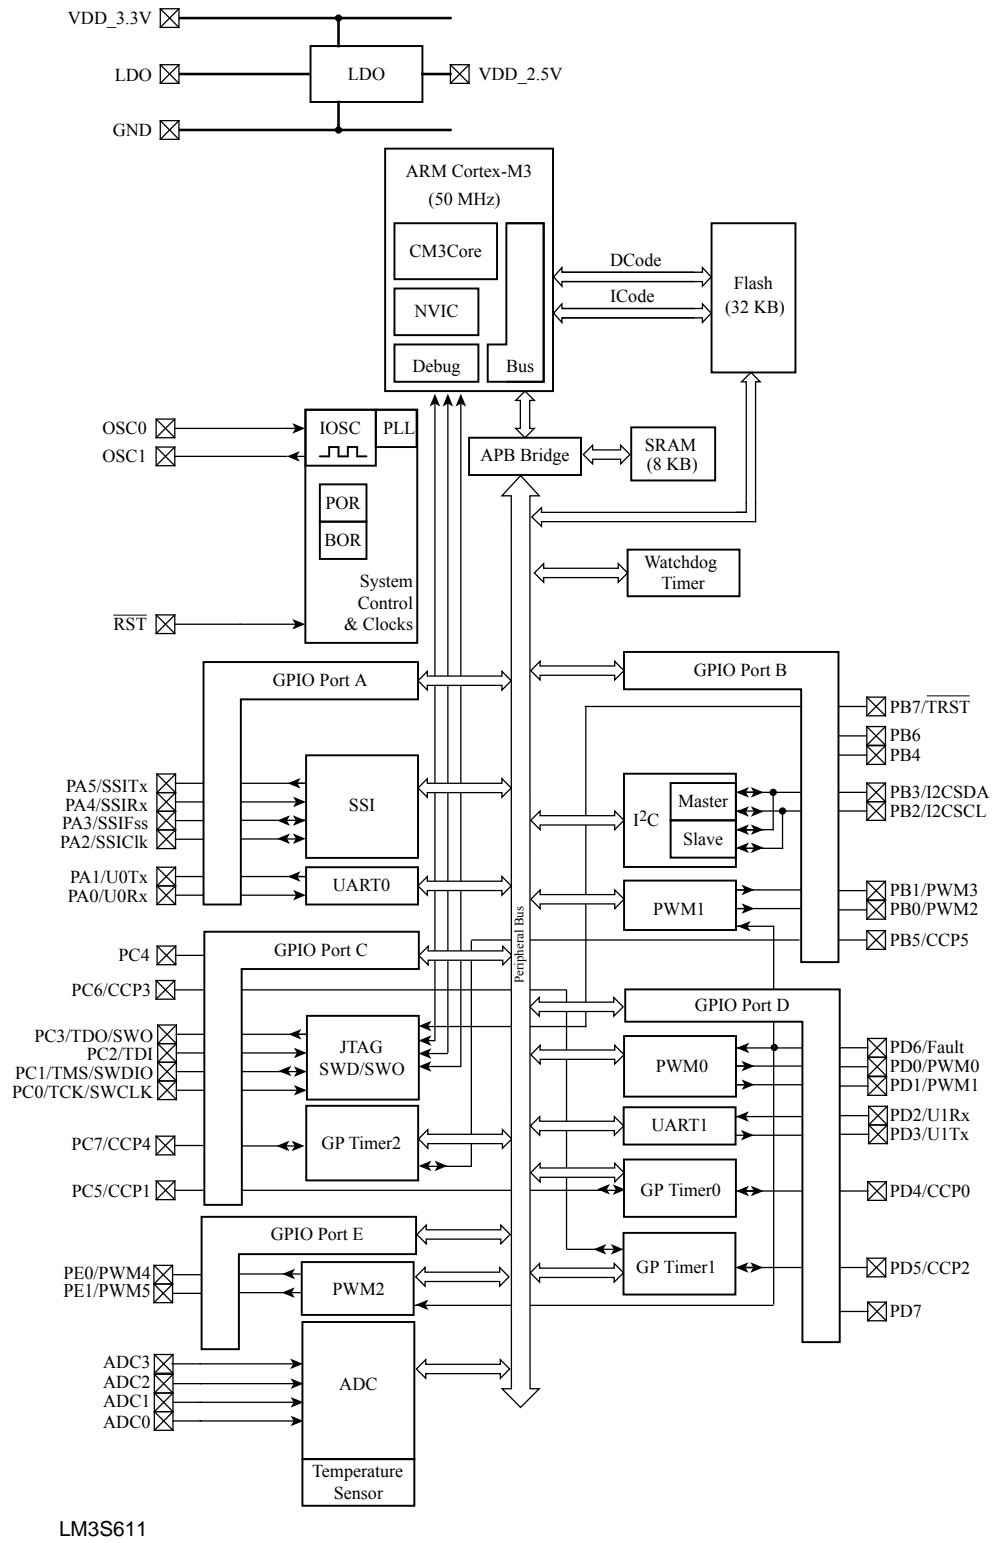 VDD_3.3V
LDO
LDO
VDD_2.5V
GND
ARM Cortex-M3
(50 MHz)
CM3Core
NVIC
Debug
Bus
DCode
ICode
Flash
(32 KB)
OSC0
OSC1
IOSC
PLL
POR
BOR
System
Control
& Clocks
RST
APB Bridge
SRAM
(8 KB)
Watchdog
Timer
GPIO Port A
PA5/SSITx
PA4/SSIRx
PA3/SSIFss
PA2/SSIClk
SSI
PA1/U0Tx
PA0/U0Rx
UART0
GPIO Port B
PB7/TRST
PB6
PB4
I²C
Master
Slave
PB3/I2CSDA
PB2/I2CSCL
PWM1
PB1/PWM3
PB0/PWM2
PB5/CCP5
Peripheral Bus
GPIO Port C
PC4
PC6/CCP3
PC3/TDO/SWO
PC2/TDI
PC1/TMS/SWDIO
PC0/TCK/SWCLK
JTAG
SWD/SWO
PC7/CCP4
GP Timer2
PC5/CCP1
GPIO Port D
PWM0
PD6/Fault
PD0/PWM0
PD1/PWM1
UART1
PD2/U1Rx
PD3/U1Tx
GP Timer0
PD4/CCP0
GP Timer1
PD5/CCP2
PD7
GPIO Port E
PE0/PWM4
PE1/PWM5
PWM2
ADC3
ADC2
ADC1
ADC0
ADC
Temperature
Sensor
LM3S611